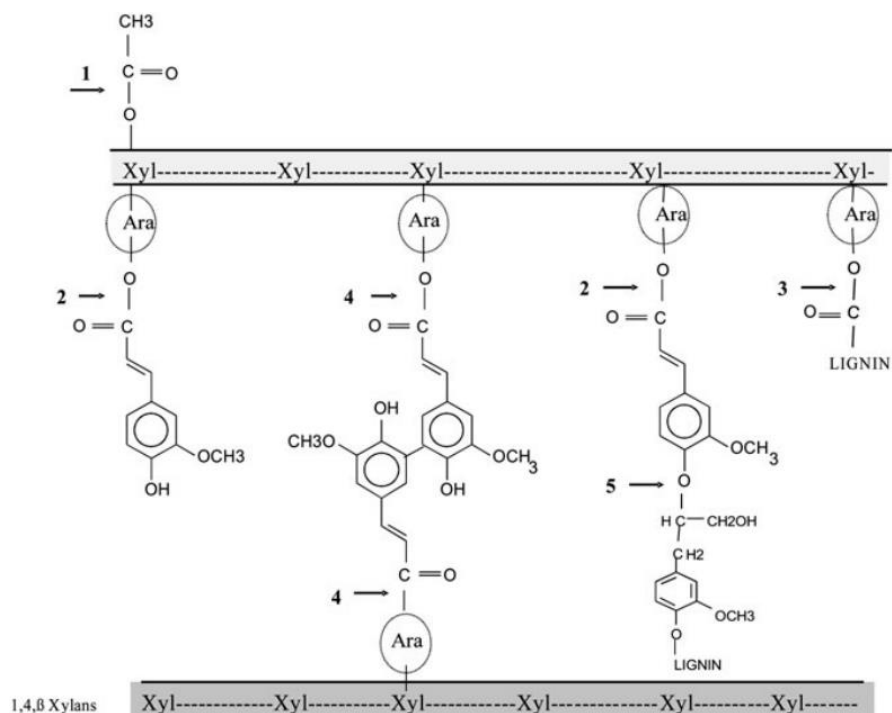 CH3
1
C = O
O
Xyl----------------Xyl--------------Xyl-------------------------Xyl---------------------Xyl-
Ara Ara Ara Ara
O O O O
2 4 2 3
O = C O = C O = C O = C
LIGNIN
OH
CH3O OCH3
OCH3 OH OCH3
OH
5 O
H C CH2OH
C = O CH2
4
OCH3
Ara O
LIGNIN
1,4,ß Xylans Xyl--------------Xyl------------Xyl-------------Xyl---------------Xyl------------Xyl-------